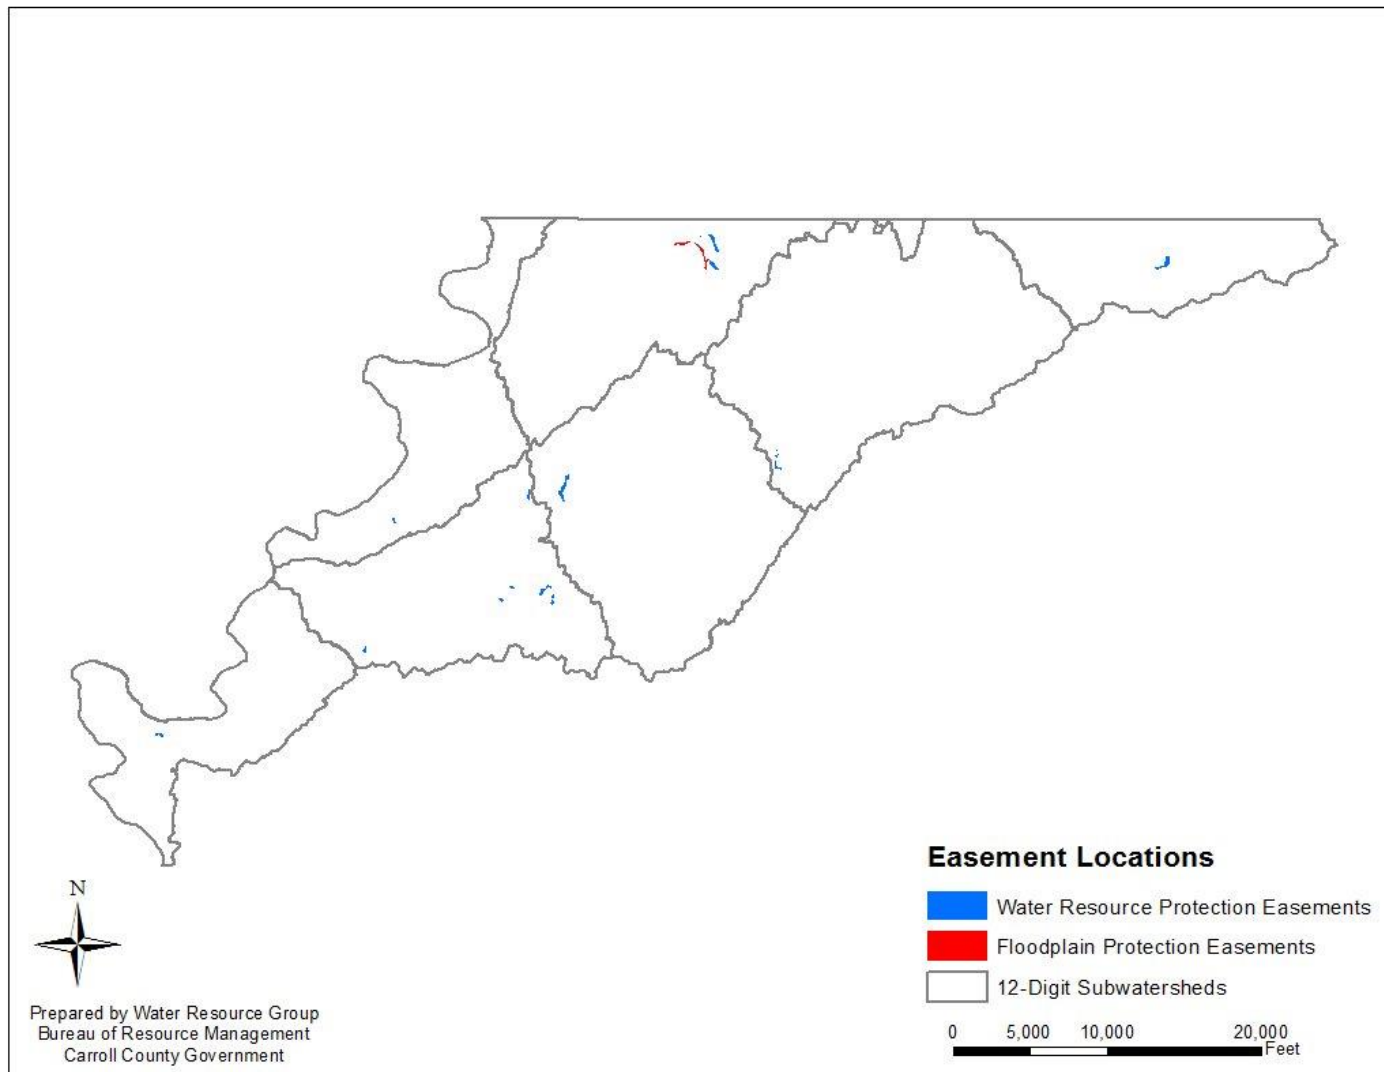 N
Prepared by Water Resource Group
Bureau of Resource Management
Carroll County Government
Easement Locations
Water Resource Protection Easements
Floodplain Protection Easements
12-Digit Subwatersheds
0 5,000 10,000 20,000
Feet